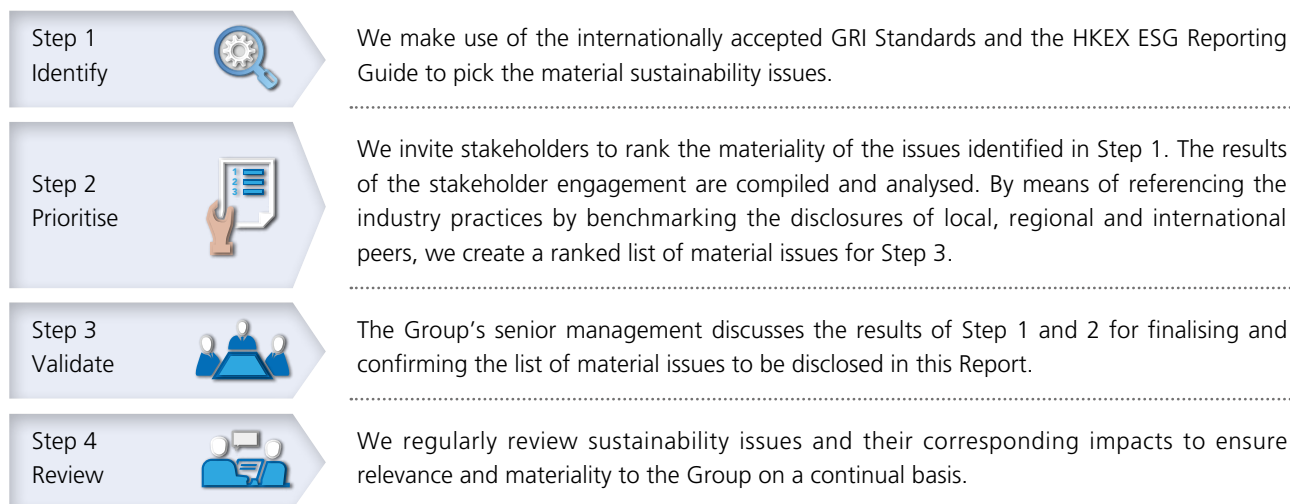 Step 1
Identify
We make use of the internationally accepted GRI Standards and the HKEX ESG Reporting
Guide to pick the material sustainability issues.
Step 2
Prioritise
1
2
3
We invite stakeholders to rank the materiality of the issues identified in Step 1. The results
of the stakeholder engagement are compiled and analysed. By means of referencing the
industry practices by benchmarking the disclosures of local, regional and international
peers, we create a ranked list of material issues for Step 3.
Step 3
Validate
The Group’s senior management discusses the results of Step 1 and 2 for finalising and
confirming the list of material issues to be disclosed in this Report.
Step 4
Review
We regularly review sustainability issues and their corresponding impacts to ensure
relevance and materiality to the Group on a continual basis.